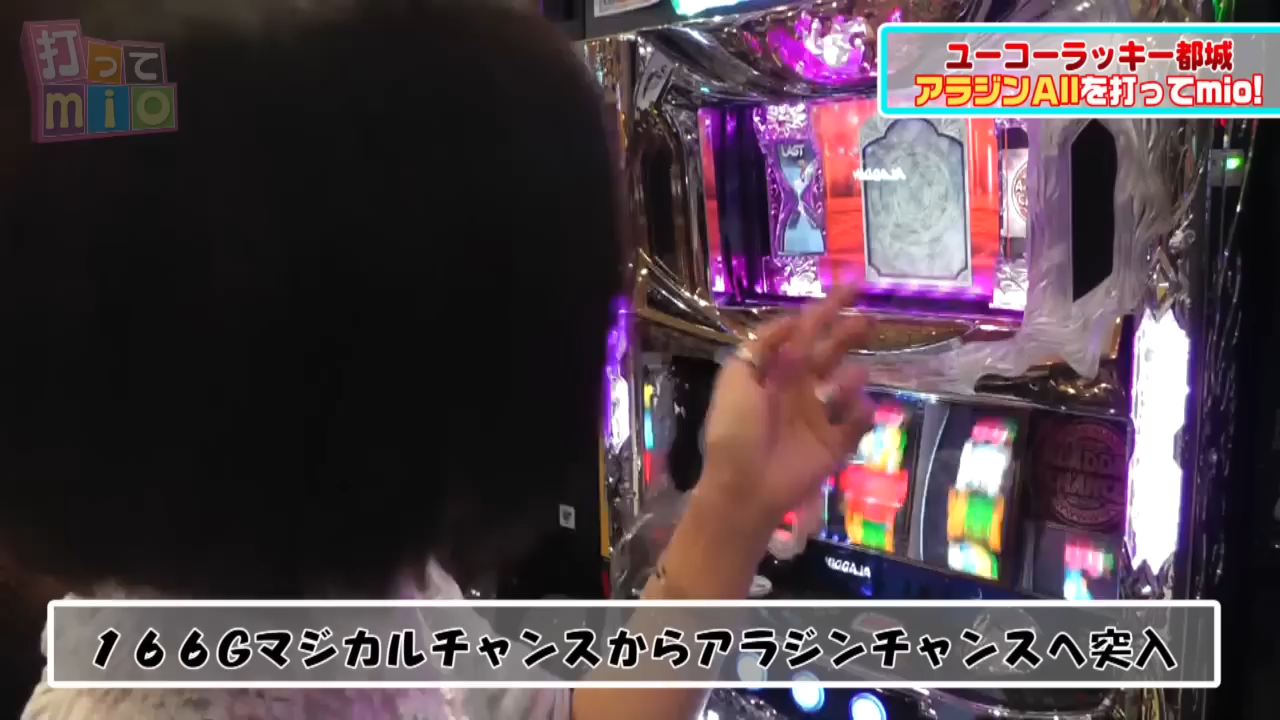 打って
mio
ユーコーラッキー都城
アラジンAⅡを打ってmio!
LAST
ALADDIN
166Gマジカルチャンスからアラジンチャンスへ突入